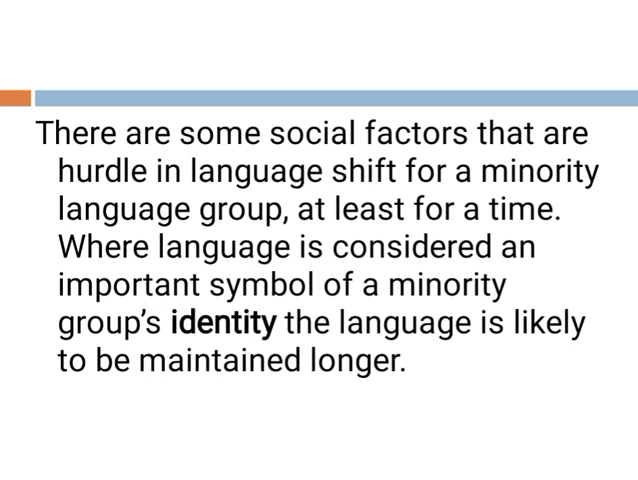 There are some social factors that are
hurdle in language shift for a minority
language group, at least for a time.
Where language is considered an
important symbol of a minority
group’s identity the language is likely
to be maintained longer.